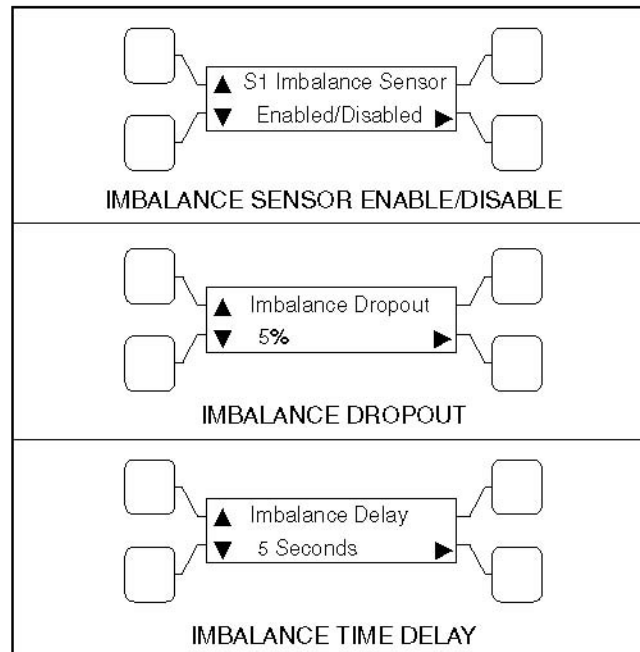 ▲ S1 Imbalance Sensor
▼ Enabled/Disabled ▶
IMBALANCE SENSOR ENABLE/DISABLE
▲ Imbalance Dropout
▼ 5% ▶
IMBALANCE DROPOUT
▲ Imbalance Delay
▼ 5 Seconds ▶
IMBALANCE TIME DELAY